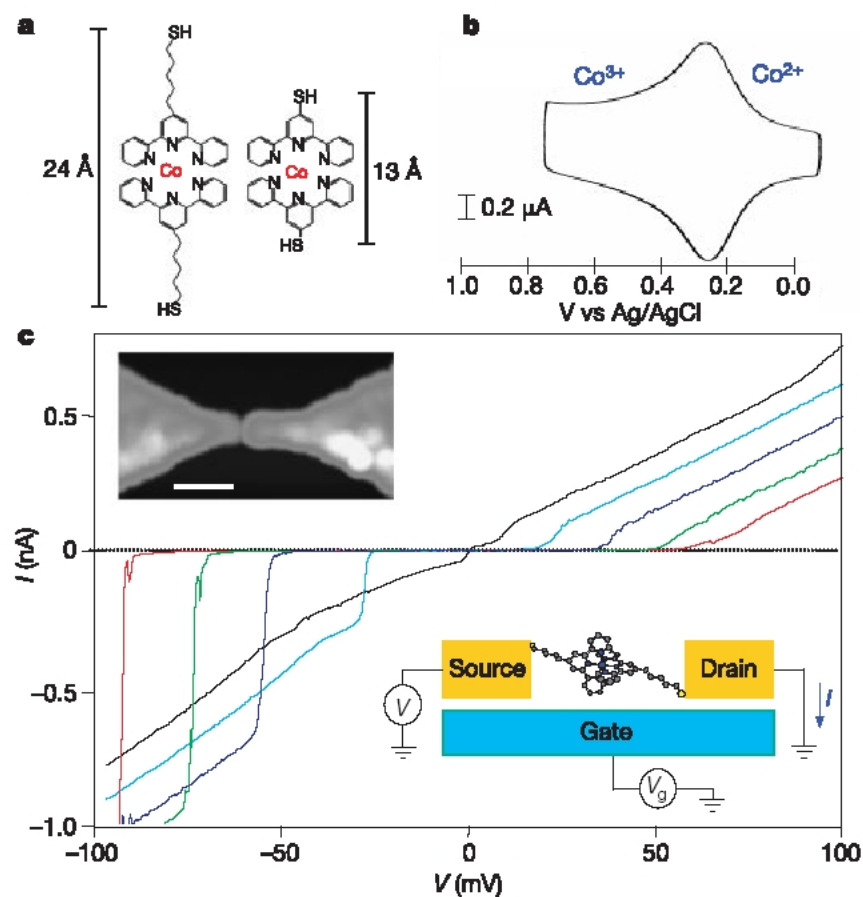 a
SH
N
N N
Co
N N
N
HS
24 Å
SH
N
N N
Co
N N
N
HS
13 Å
b
Co³⁺
Co²⁺
0.2 μA
1.0 0.8 0.6 0.4 0.2 0.0
V vs Ag/AgCl
c
0.5
0
−0.5
−1.0
I (nA)
Source
Drain
Gate
V
V_g
I
−100 −50 0 50 100
V (mV)